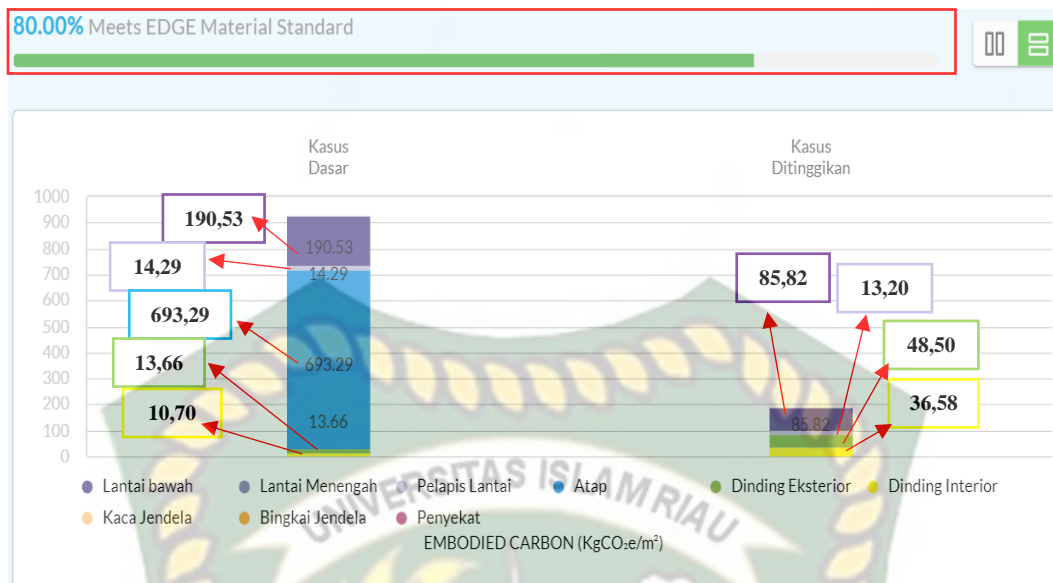 80.00% Meets EDGE Material Standard
Kasus
Dasar
Kasus
Ditinggikan
1000
900
800
700
600
500
400
300
200
100
0
190,53
14,29
693,29
13,66
10,70
190.53
14.29
693.29
13.66
85,82
13,20
48,50
36,58
85.82
Lantai bawah
Lantai Menengah
Pelapis Lantai
Atap
Dinding Eksterior
Dinding Interior
Kaca Jendela
Bingkai Jendela
Penyekat
EMBODIED CARBON (KgCO₂e/m²)
UNIVERSITAS ISLAM RIAU